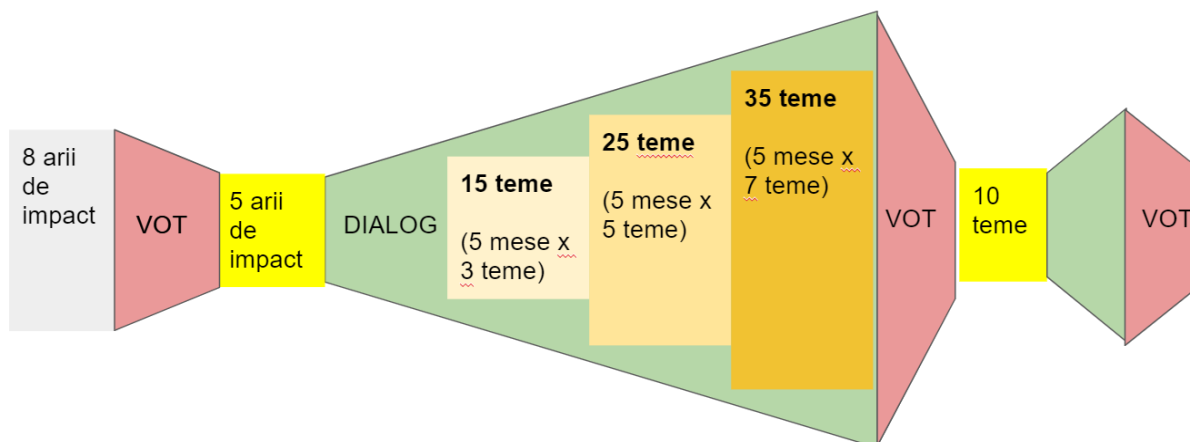 8 arii
de
impact
VOT
5 arii
de
impact
DIALOG
15 teme
(5 mese x
3 teme)
25 teme
(5 mese x
5 teme)
35 teme
(5 mese x
7 teme)
VOT
10
teme
VOT